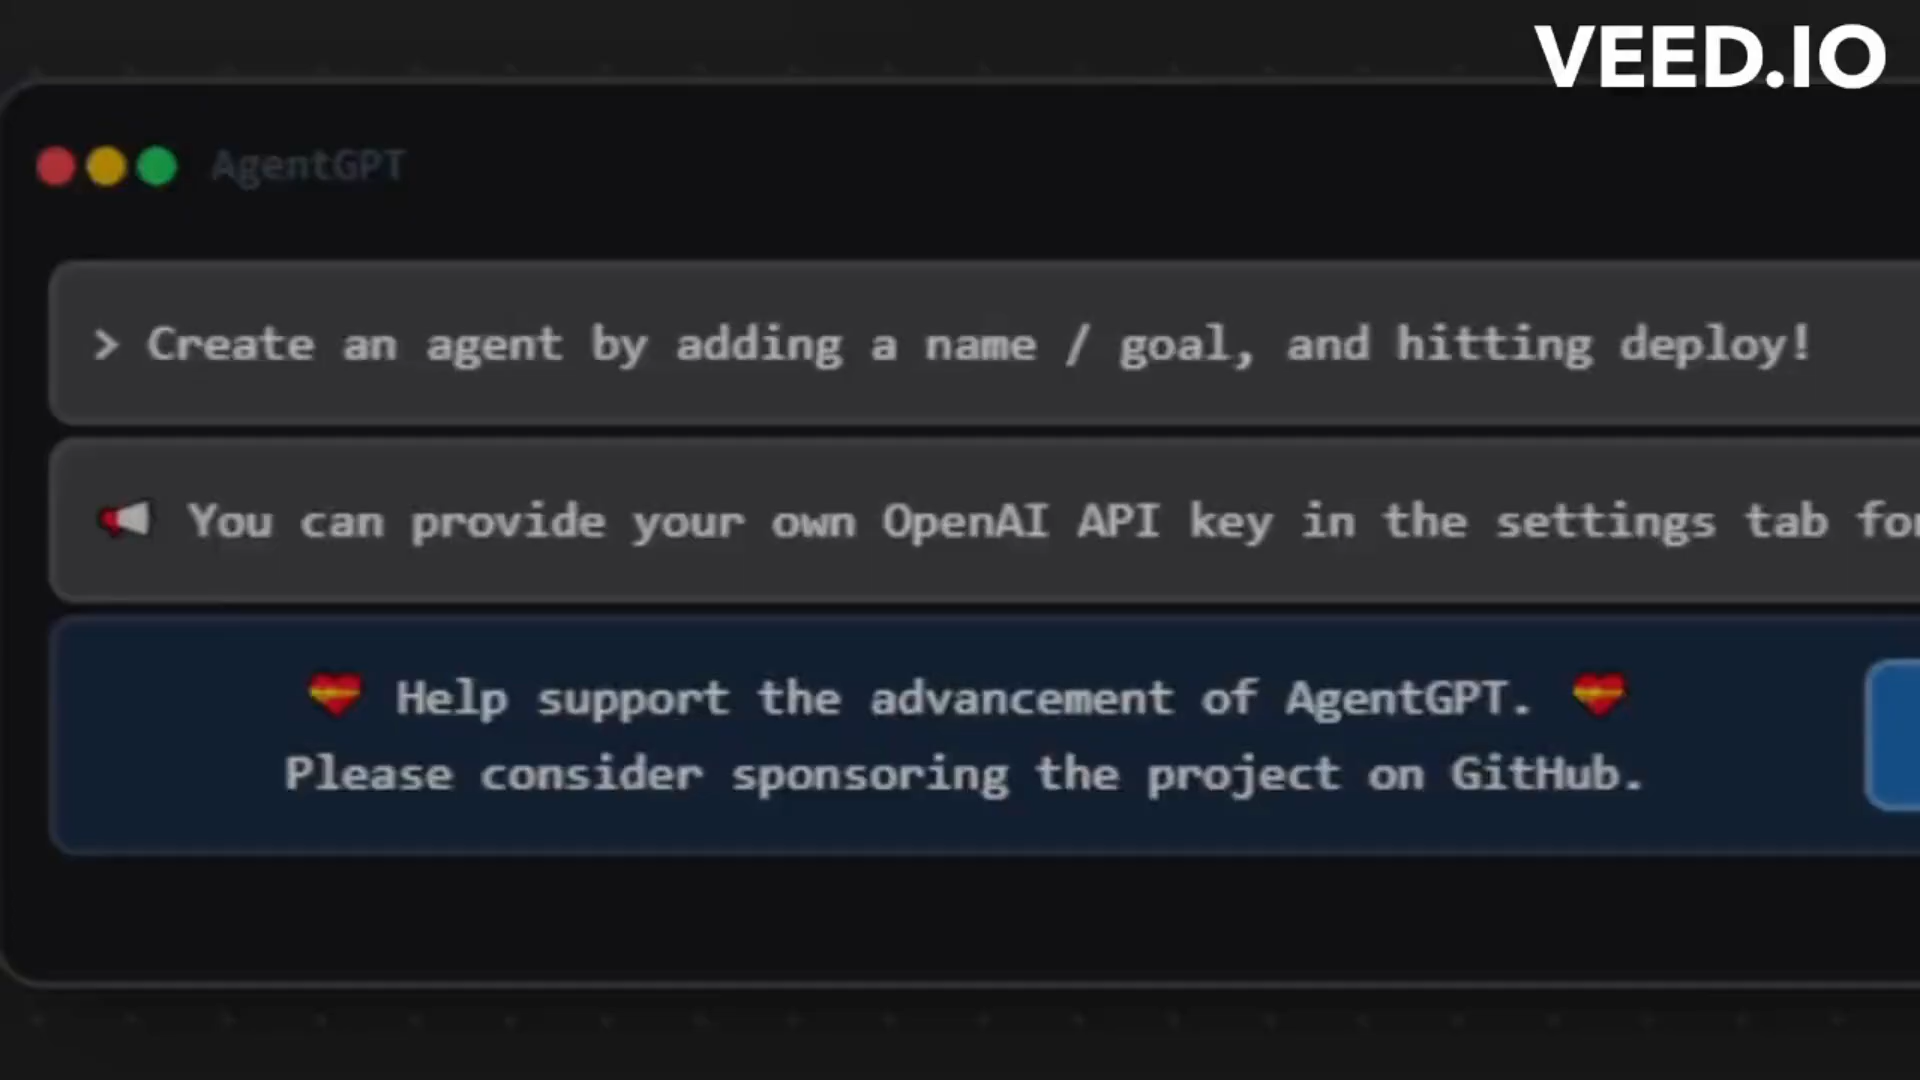 VEED.IO
AgentGPT
> Create an agent by adding a name / goal, and hitting deploy!
📢 You can provide your own OpenAI API key in the settings tab for
💝 Help support the advancement of AgentGPT. 💝
Please consider sponsoring the project on GitHub.